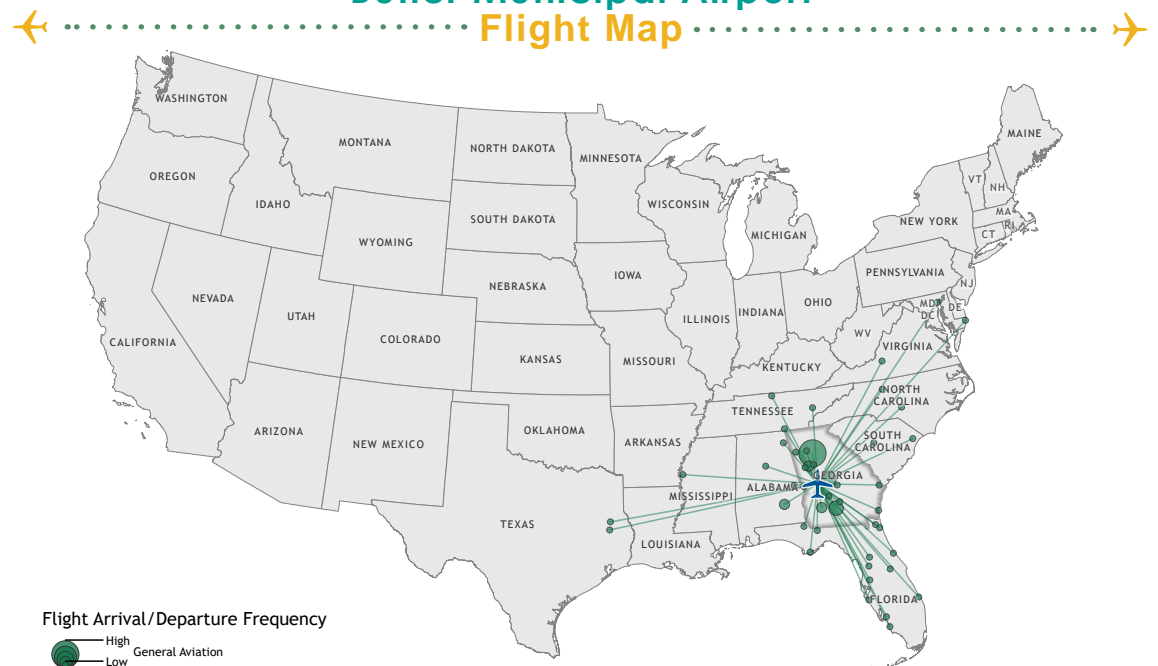 Municipal Airport
Flight Map
WASHINGTON
MAINE
MONTANA
NORTH DAKOTA
MINNESOTA
OREGON
VT
NH
IDAHO
SOUTH DAKOTA
WISCONSIN
NEW YORK
MA
RI
CT
MICHIGAN
WYOMING
PENNSYLVANIA
IOWA
NEBRASKA
NJ
NEVADA
OHIO
MD
DE
DC
UTAH
ILLINOIS
INDIANA
WV
COLORADO
CALIFORNIA
VIRGINIA
KANSAS
MISSOURI
KENTUCKY
NORTH
CAROLINA
TENNESSEE
ARIZONA
OKLAHOMA
SOUTH
CAROLINA
NEW MEXICO
ARKANSAS
GEORGIA
ALABAMA
MISSISSIPPI
TEXAS
LOUISIANA
FLORIDA
Flight Arrival/Departure Frequency
High
General Aviation
Low